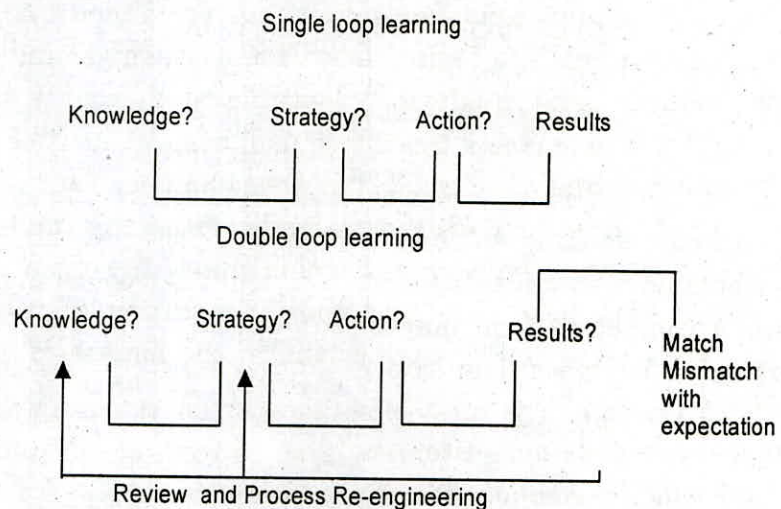 Single loop learning
Knowledge? Strategy? Action? Results
Double loop learning
Knowledge? Strategy? Action? Results?
Match
Mismatch
with
expectation
Review and Process Re-engineering